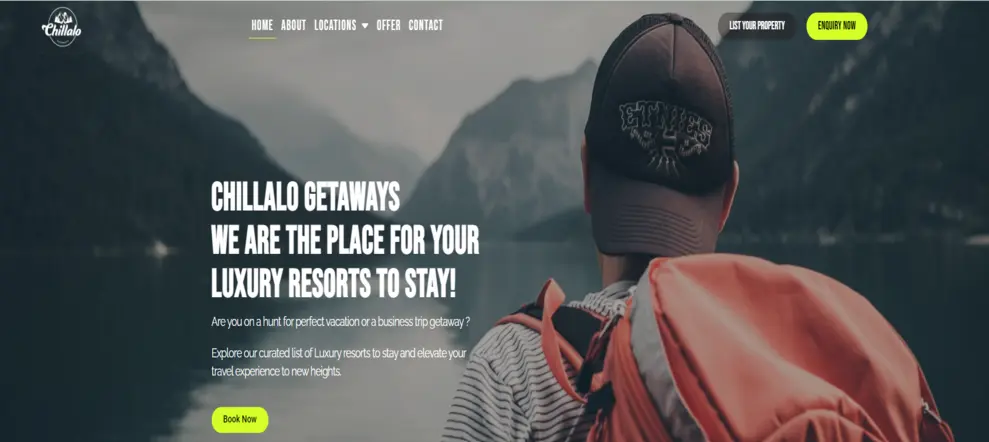 Chillalo
HOME ABOUT LOCATIONS OFFER CONTACT
LIST YOUR PROPERTY
ENQUIRY NOW
ETNIES
CHILLALO GETAWAYS
WE ARE THE PLACE FOR YOUR
LUXURY RESORTS TO STAY!
Are you on a hunt for perfect vacation or a business trip getaway ?
Explore our curated list of Luxury resorts to stay and elevate your
travel experience to new heights.
Book Now